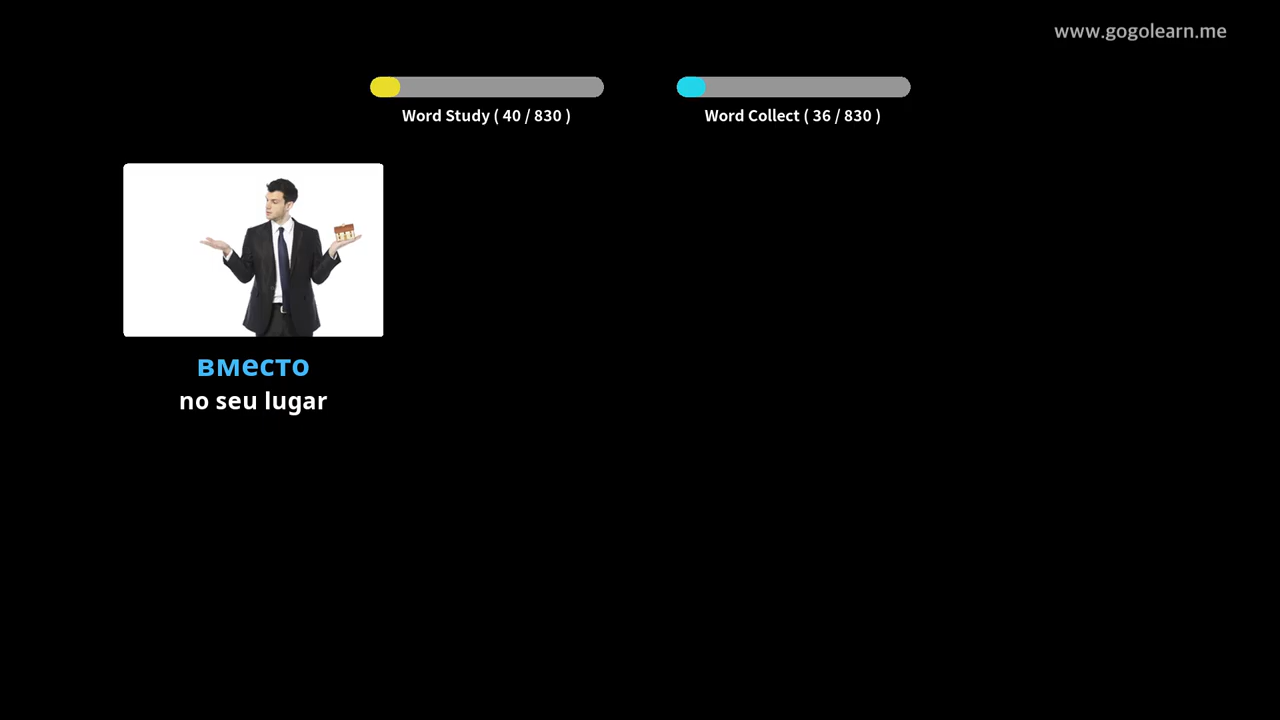 www.gogolearn.me
Word Study ( 40 / 830 )
Word Collect ( 36 / 830 )
вместо
no seu lugar